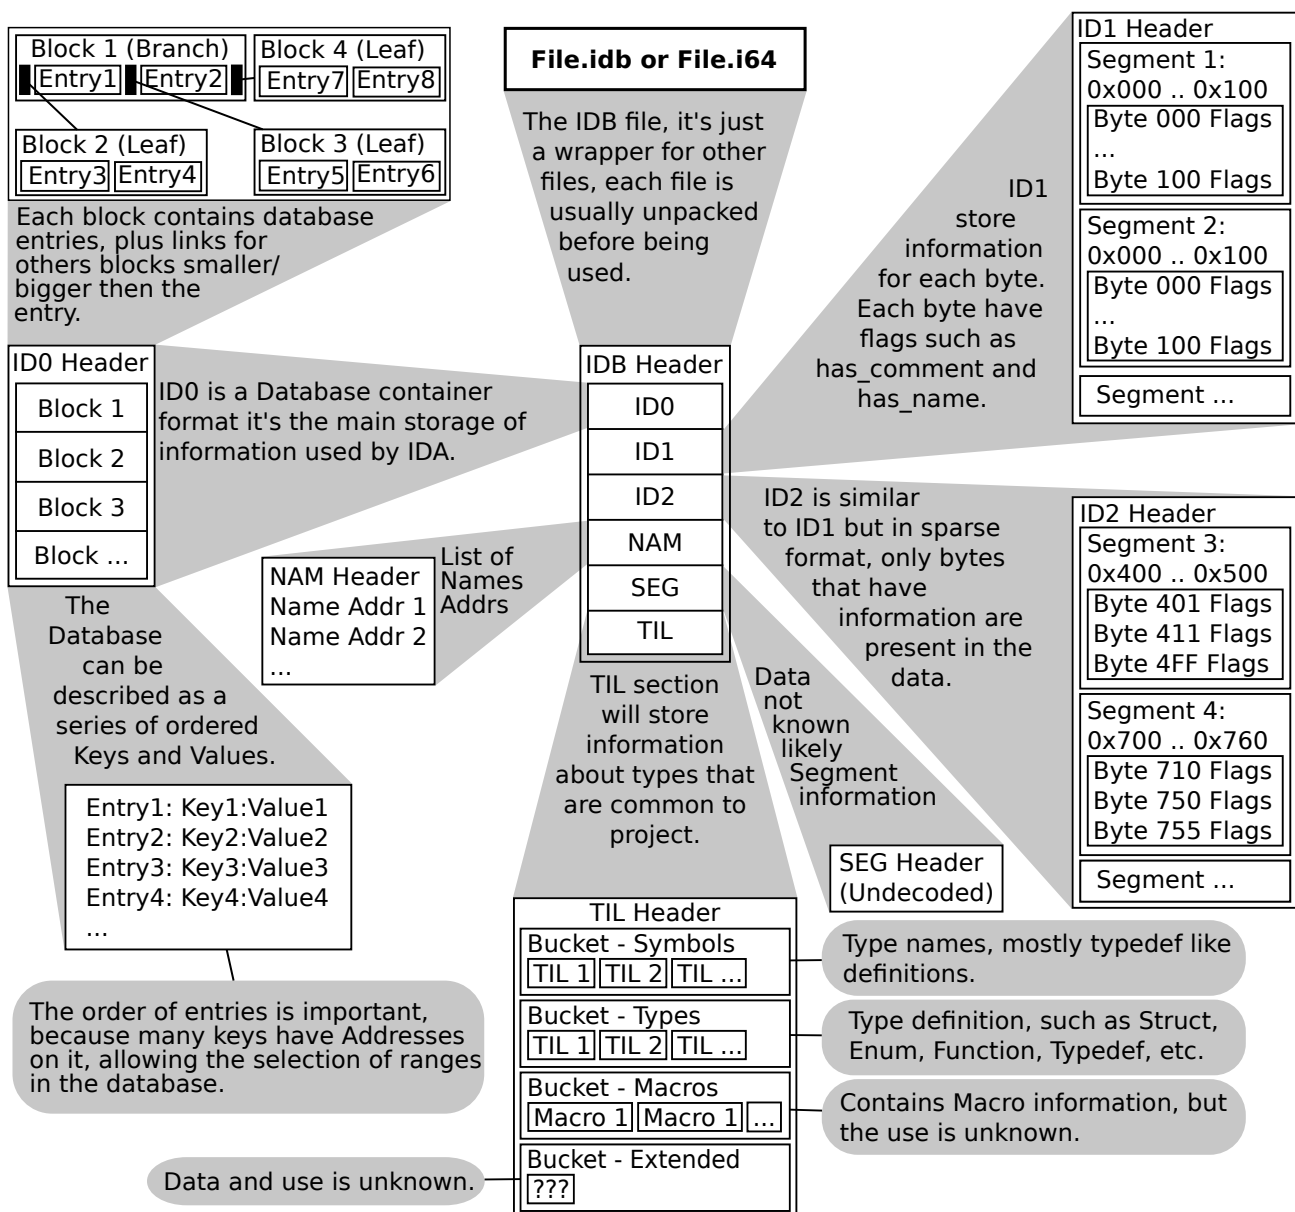 Block 1 (Branch)
Entry1 Entry2
Block 4 (Leaf)
Entry7 Entry8
Block 2 (Leaf)
Entry3 Entry4
Block 3 (Leaf)
Entry5 Entry6
Each block contains database
entries, plus links for
others blocks smaller/
bigger then the
entry.
File.idb or File.i64
The IDB file, it's just
a wrapper for other
files, each file is
usually unpacked
before being
used.
ID1
store
information
for each byte.
Each byte have
flags such as
has_comment and
has_name.
ID1 Header
Segment 1:
0x000 .. 0x100
Byte 000 Flags
...
Byte 100 Flags
Segment 2:
0x000 .. 0x100
Byte 000 Flags
...
Byte 100 Flags
Segment ...
ID0 Header
Block 1
Block 2
Block 3
Block ...
ID0 is a Database container
format it's the main storage of
information used by IDA.
IDB Header
ID0
ID1
ID2
NAM
SEG
TIL
ID2 is similar
to ID1 but in sparse
format, only bytes
that have
information are
present in the
data.
ID2 Header
Segment 3:
0x400 .. 0x500
Byte 401 Flags
Byte 411 Flags
Byte 4FF Flags
Segment 4:
0x700 .. 0x760
Byte 710 Flags
Byte 750 Flags
Byte 755 Flags
Segment ...
NAM Header
Name Addr 1
Name Addr 2
...
List of
Names
Addrs
The
Database
can be
described as a
series of ordered
Keys and Values.
Entry1: Key1:Value1
Entry2: Key2:Value2
Entry3: Key3:Value3
Entry4: Key4:Value4
...
The order of entries is important,
because many keys have Addresses
on it, allowing the selection of ranges
in the database.
TIL section
will store
information
about types that
are common to
project.
Data
not
known
likely
Segment
information
SEG Header
(Undecoded)
TIL Header
Bucket - Symbols
TIL 1 TIL 2 TIL ...
Type names, mostly typedef like
definitions.
Bucket - Types
TIL 1 TIL 2 TIL ...
Type definition, such as Struct,
Enum, Function, Typedef, etc.
Bucket - Macros
Macro 1 Macro 1 ...
Contains Macro information, but
the use is unknown.
Bucket - Extended
???
Data and use is unknown.